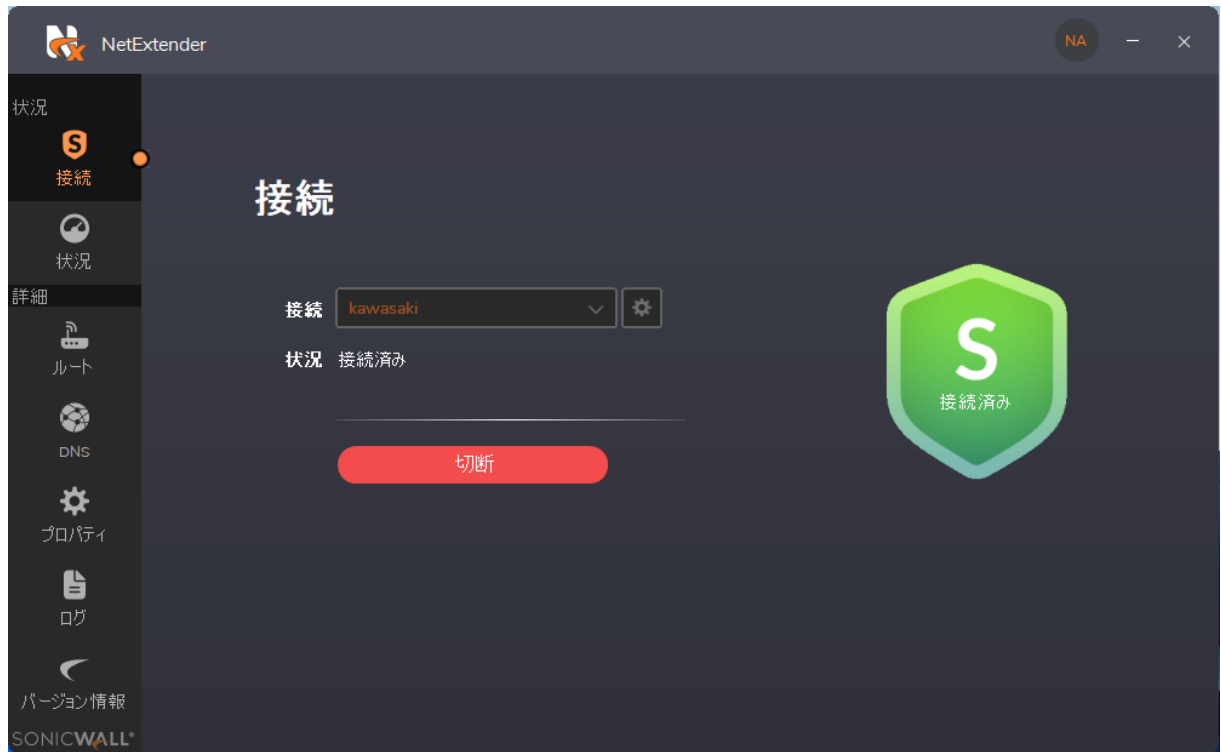 NetExtender
NA
状況
接続
状況
詳細
ルート
DNS
プロパティ
ログ
バージョン情報
SONICWALL®
接続
接続 kawasaki
状況 接続済み
切断
S
接続済み